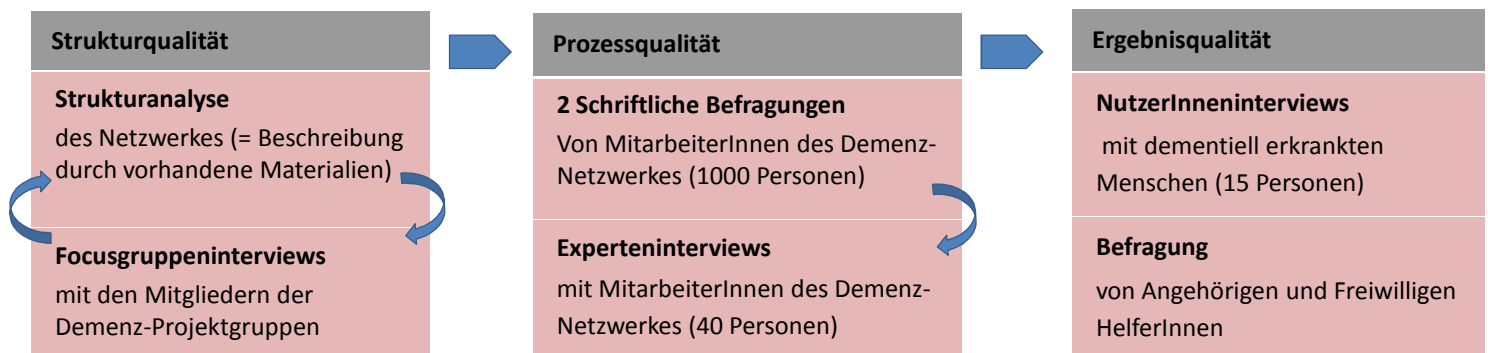 Strukturqualität
Strukturanalyse
des Netzwerkes (= Beschreibung
durch vorhandene Materialien)
Focusgruppeninterviews
mit den Mitgliedern der
Demenz-Projektgruppen
Prozessqualität
2 Schriftliche Befragungen
Von MitarbeiterInnen des Demenz-
Netzwerkes (1000 Personen)
Experteninterviews
mit MitarbeiterInnen des Demenz-
Netzwerkes (40 Personen)
Ergebnisqualität
NutzerInneninterviews
mit dementiell erkrankten
Menschen (15 Personen)
Befragung
von Angehörigen und Freiwilligen
HelferInnen